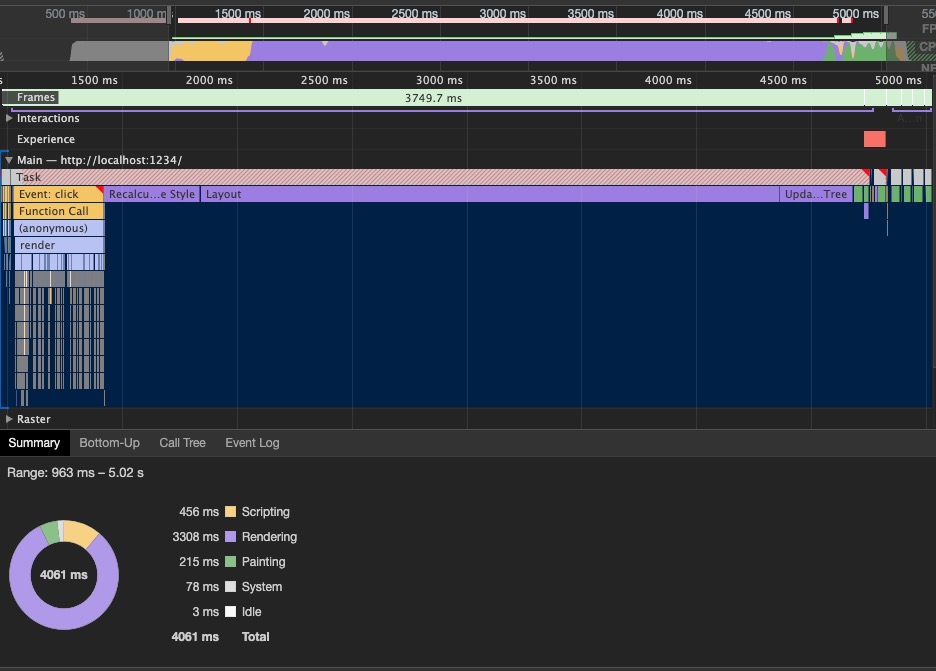 500 ms 1000 m 1500 ms 2000 ms 2500 ms 3000 ms 3500 ms 4000 ms 4500 ms 5000 ms 550
FP
CP
NE
s 1500 ms 2000 ms 2500 ms 3000 ms 3500 ms 4000 ms 4500 ms 5000 ms
Frames 3749.7 ms
Interactions A...n
Experience
Main — http://localhost:1234/
Task
Event: click Recalcu...e Style Layout Upda...Tree
Function Call
(anonymous)
render
Raster
Summary Bottom-Up Call Tree Event Log
Range: 963 ms – 5.02 s
456 ms Scripting
3308 ms Rendering
215 ms Painting
4061 ms
78 ms System
3 ms Idle
4061 ms Total